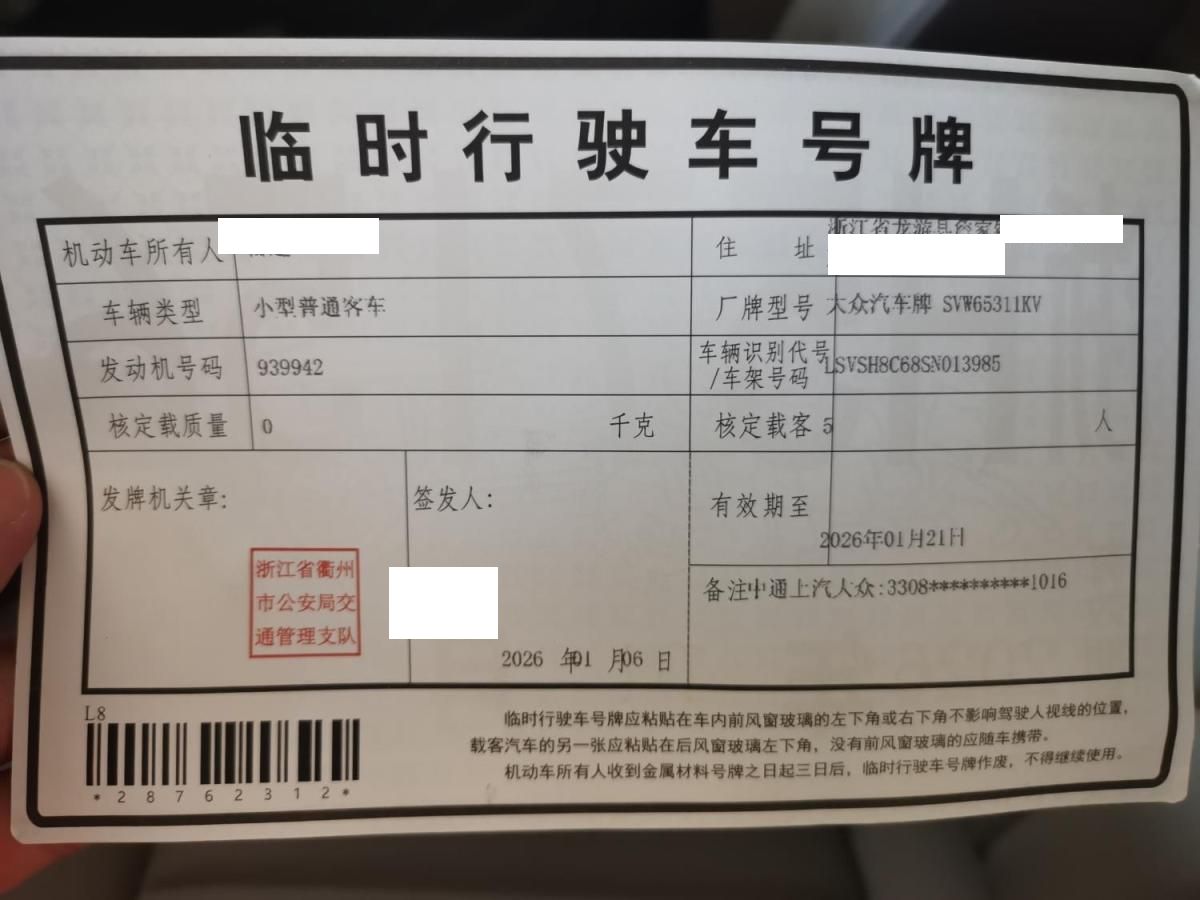 临时行驶车号牌
机动车所有人
住 址 浙江省龙游县詹家
车辆类型 小型普通客车
厂牌型号 大众汽车牌 SVW65311KV
发动机号码 939942
车辆识别代号
/车架号码 LSVSH8C68SN013985
核定载质量 0 千克
核定载客 5 人
发牌机关章:
签发人:
有效期至
2026年01月21日
浙江省衢州
市公安局交
通管理支队
备注中通上汽大众:3308**********1016
2026 年01 月06 日
L8
*28762312*
临时行驶车号牌应粘贴在车内前风窗玻璃的左下角或右下角不影响驾驶人视线的位置，
载客汽车的另一张应粘贴在后风窗玻璃左下角，没有前风窗玻璃的应随车携带。
机动车所有人收到金属材料号牌之日起三日后，临时行驶车号牌作废，不得继续使用。